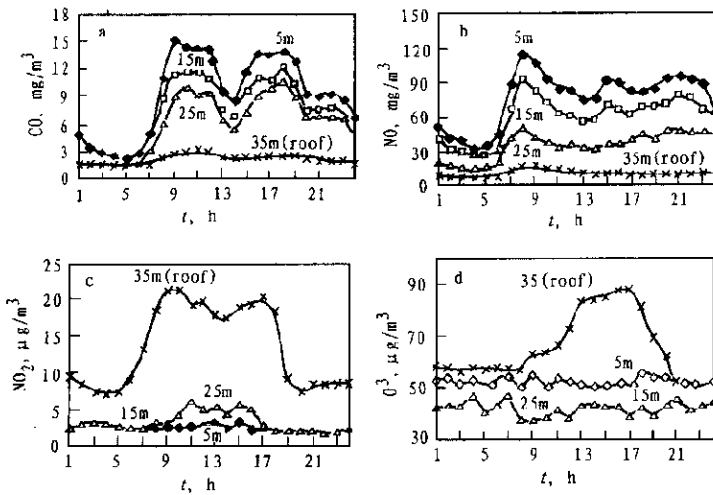 a
CO, mg/m³
18
15
12
9
6
3
0
5m
15m
25m
35m(roof)
1 5 9 13 17 21
t, h
b
NO, mg/m³
150
120
90
60
30
0
5m
15m
25m
35m(roof)
1 5 9 13 17 21
t, h
c
NO₂, μg/m³
25
20
15
10
5
0
35m(roof)
15m
25m
5m
1 5 9 13 17 21
t, h
d
O³, μg/m³
90
70
50
30
35(roof)
5m
25m
15m
1 5 9 13 17 21
t, h